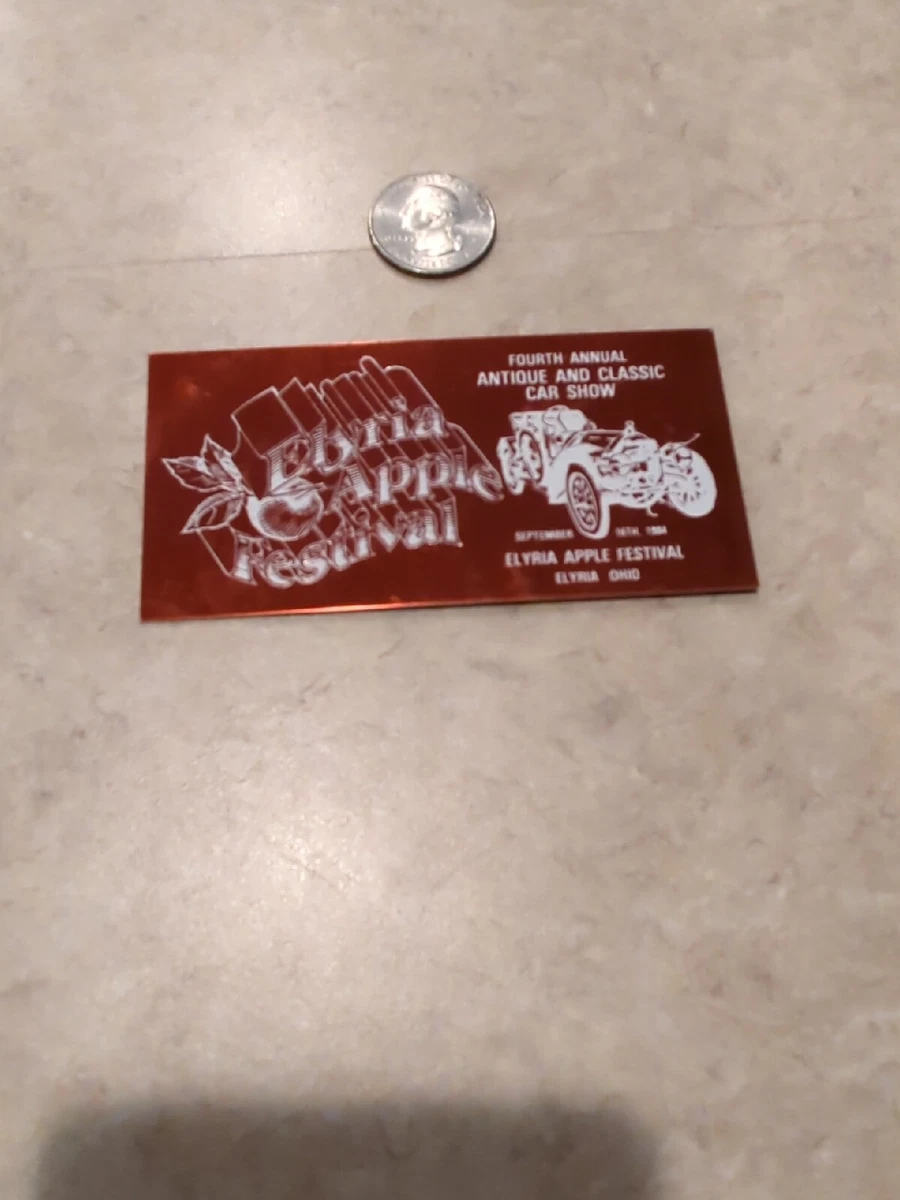 Elyria
Apple
Festival
FOURTH ANNUAL
ANTIQUE AND CLASSIC
CAR SHOW
SEPTEMBER 16TH, 1984
ELYRIA APPLE FESTIVAL
ELYRIA OHIO